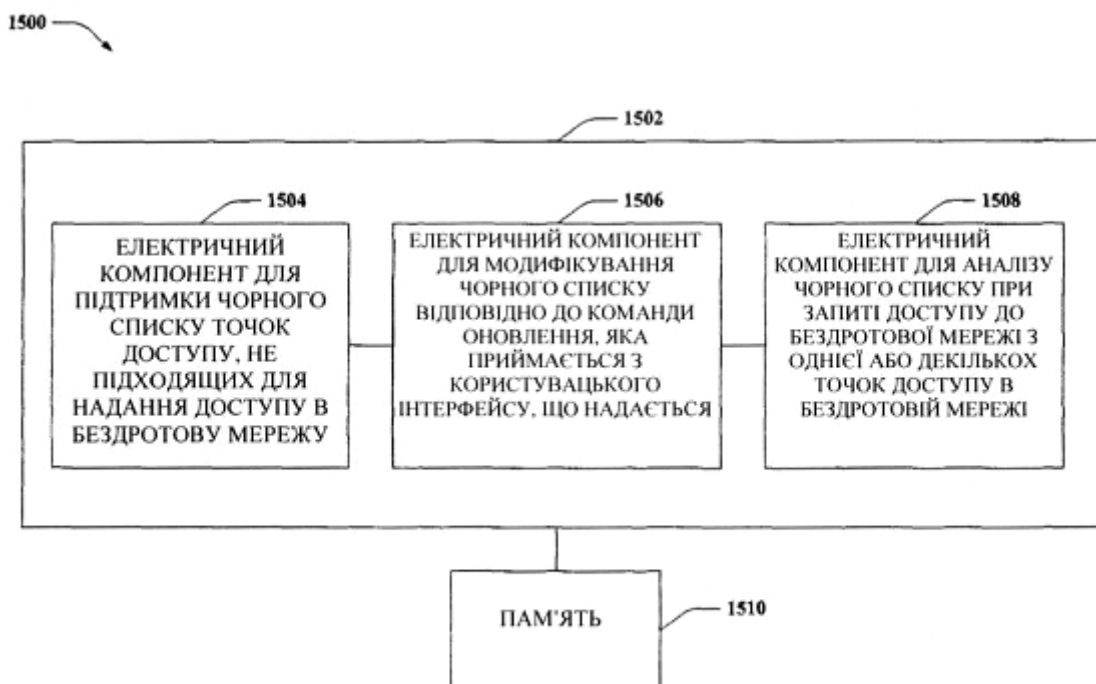 1500
1502
1504
ЕЛЕКТРИЧНИЙ
КОМПОНЕНТ ДЛЯ
ПІДТРИМКИ ЧОРНОГО
СПИСКУ ТОЧОК
ДОСТУПУ, НЕ
ПІДХОДЯЩИХ ДЛЯ
НАДАННЯ ДОСТУПУ В
БЕЗДРОТОВУ МЕРЕЖУ
1506
ЕЛЕКТРИЧНИЙ КОМПОНЕНТ
ДЛЯ МОДИФІКУВАННЯ
ЧОРНОГО СПИСКУ
ВІДПОВІДНО ДО КОМАНДИ
ОНОВЛЕННЯ, ЯКА
ПРИЙМАЄТЬСЯ З
КОРИСТУВАЦЬКОГО
ІНТЕРФЕЙСУ, ЩО НАДАЄТЬСЯ
1508
ЕЛЕКТРИЧНИЙ
КОМПОНЕНТ ДЛЯ АНАЛІЗУ
ЧОРНОГО СПИСКУ ПРИ
ЗАПИТІ ДОСТУПУ ДО
БЕЗДРОТОВОЇ МЕРЕЖІ З
ОДНІЄЇ АБО ДЕКІЛЬКОХ
ТОЧОК ДОСТУПУ В
БЕЗДРОТОВІЙ МЕРЕЖІ
ПАМ'ЯТЬ
1510